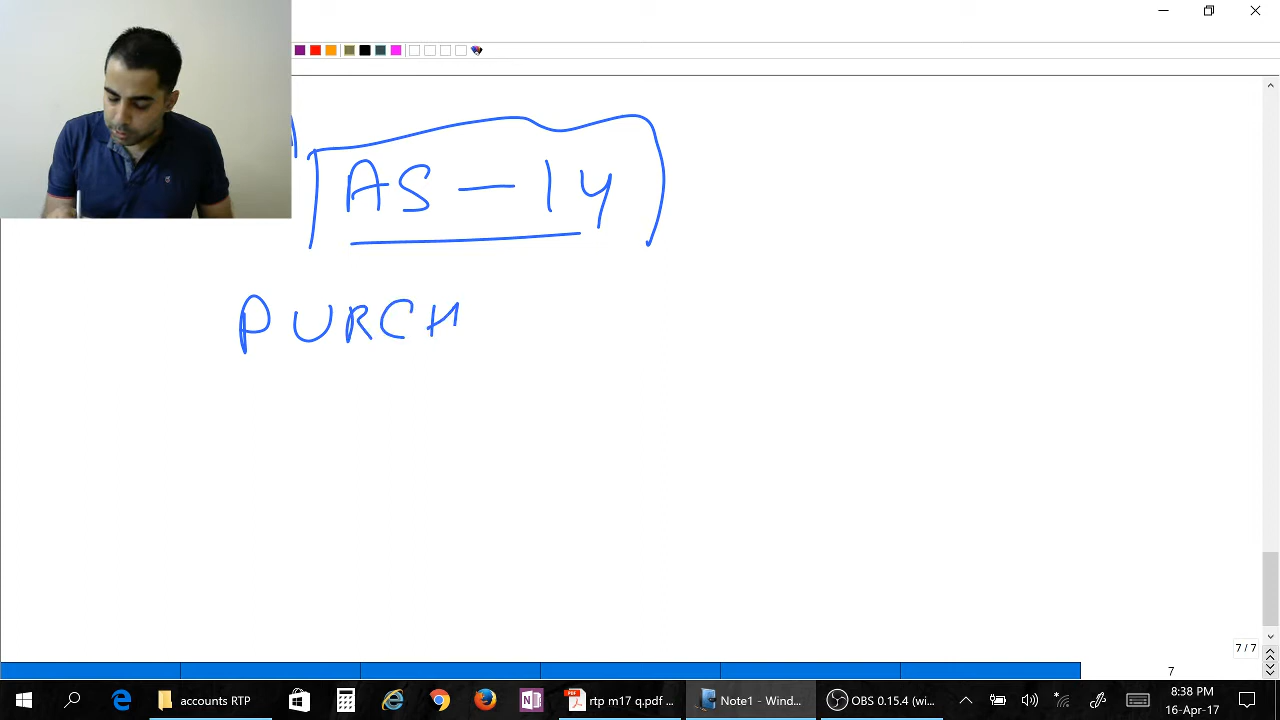 AS - 14
PURCH
7 / 7
7
accounts RTP
rtp m17 q.pdf ...
Note1 - Wind...
OBS 0.15.4 (wi...
8:38 PM
16-Apr-17